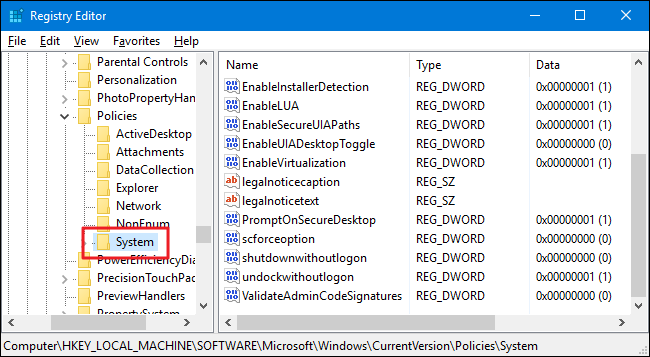 Registry Editor
File Edit View Favorites Help
Parental Controls
Personalization
PhotoPropertyHan
Policies
ActiveDesktop
Attachments
DataCollection
Explorer
Network
NonEnum
System
PowerEfficiencyDia
PrecisionTouchPac
PreviewHandlers
PropertySystem
Name Type Data
EnableInstallerDetection REG_DWORD 0x00000001 (1)
EnableLUA REG_DWORD 0x00000001 (1)
EnableSecureUIAPaths REG_DWORD 0x00000001 (1)
EnableUIADesktopToggle REG_DWORD 0x00000000 (0)
EnableVirtualization REG_DWORD 0x00000001 (1)
legalnoticecaption REG_SZ
legalnoticetext REG_SZ
PromptOnSecureDesktop REG_DWORD 0x00000001 (1)
scforceoption REG_DWORD 0x00000000 (0)
shutdownwithoutlogon REG_DWORD 0x00000000 (0)
undockwithoutlogon REG_DWORD 0x00000001 (1)
ValidateAdminCodeSignatures REG_DWORD 0x00000000 (0)
Computer\HKEY_LOCAL_MACHINE\SOFTWARE\Microsoft\Windows\CurrentVersion\Policies\System